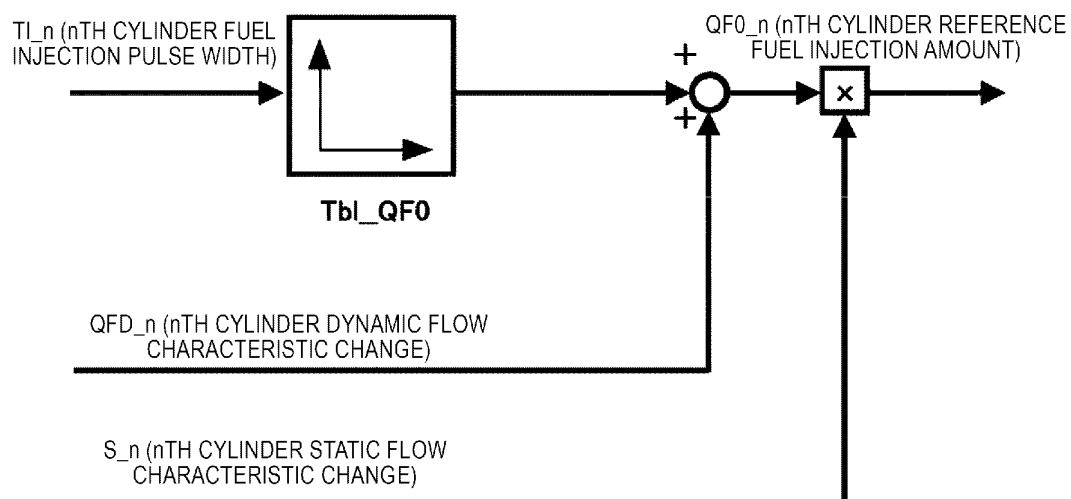 TI_n (nTH CYLINDER FUEL
INJECTION PULSE WIDTH)
QF0_n (nTH CYLINDER REFERENCE
FUEL INJECTION AMOUNT)
+
+
×
Tbl_QF0
QFD_n (nTH CYLINDER DYNAMIC FLOW
CHARACTERISTIC CHANGE)
S_n (nTH CYLINDER STATIC FLOW
CHARACTERISTIC CHANGE)